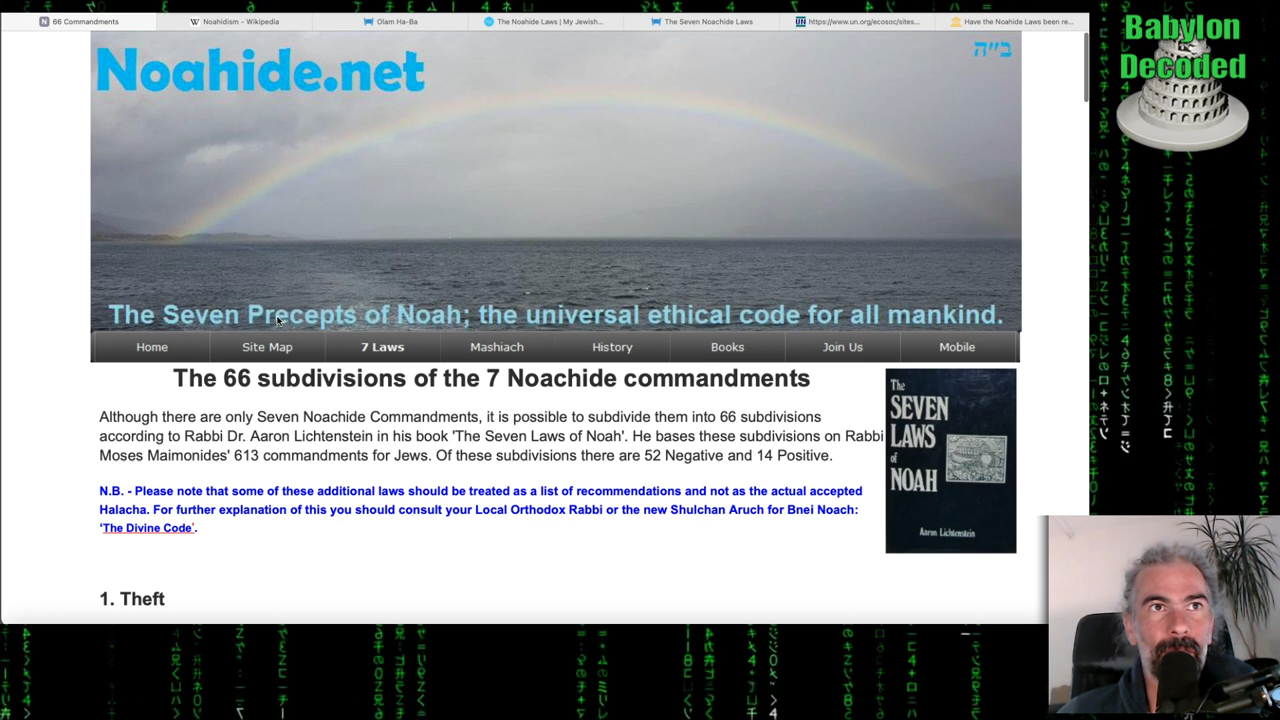 66 Commandments
Noahidism - Wikipedia
Olam Ha-Ba
The Noahide Laws | My Jewish...
The Seven Noachide Laws
https://www.un.org/ecosoc/sites...
Have the Noahide Laws been re...
Babylon
Decoded
Noahide.net
ב״ה
The Seven Precepts of Noah; the universal ethical code for all mankind.
Home
Site Map
7 Laws
Mashiach
History
Books
Join Us
Mobile
The 66 subdivisions of the 7 Noachide commandments
Although there are only Seven Noachide Commandments, it is possible to subdivide them into 66 subdivisions
according to Rabbi Dr. Aaron Lichtenstein in his book 'The Seven Laws of Noah'. He bases these subdivisions on Rabbi
Moses Maimonides' 613 commandments for Jews. Of these subdivisions there are 52 Negative and 14 Positive.
N.B. - Please note that some of these additional laws should be treated as a list of recommendations and not as the actual accepted
Halacha. For further explanation of this you should consult your Local Orthodox Rabbi or the new Shulchan Aruch for Bnei Noach:
'The Divine Code'.
The
SEVEN
LAWS
of
NOAH
Aaron Lichtenstein
1. Theft